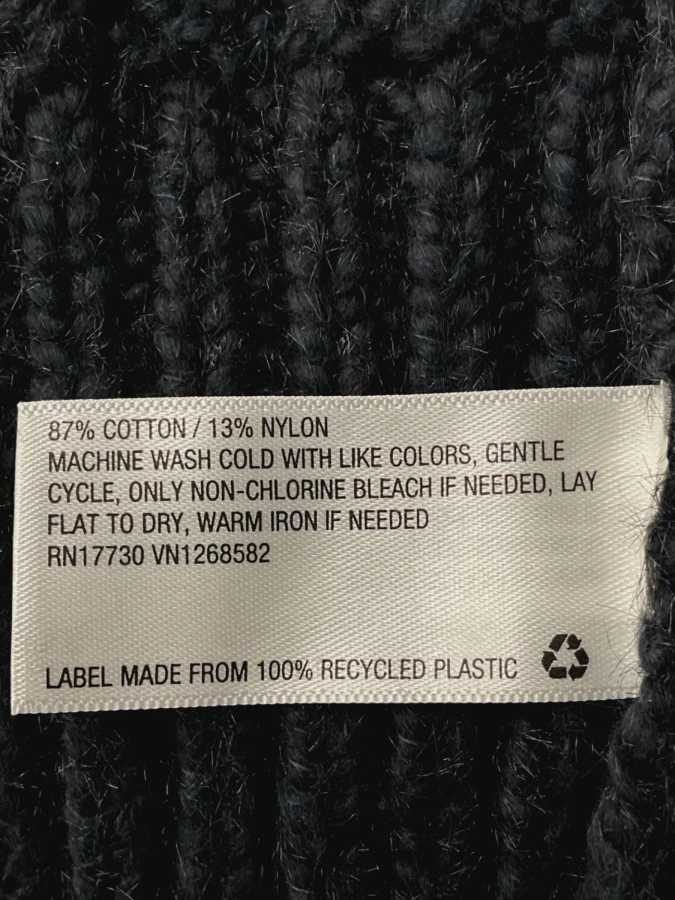 87% COTTON / 13% NYLON
MACHINE WASH COLD WITH LIKE COLORS, GENTLE
CYCLE, ONLY NON-CHLORINE BLEACH IF NEEDED, LAY
FLAT TO DRY, WARM IRON IF NEEDED
RN17730 VN1268582
LABEL MADE FROM 100% RECYCLED PLASTIC